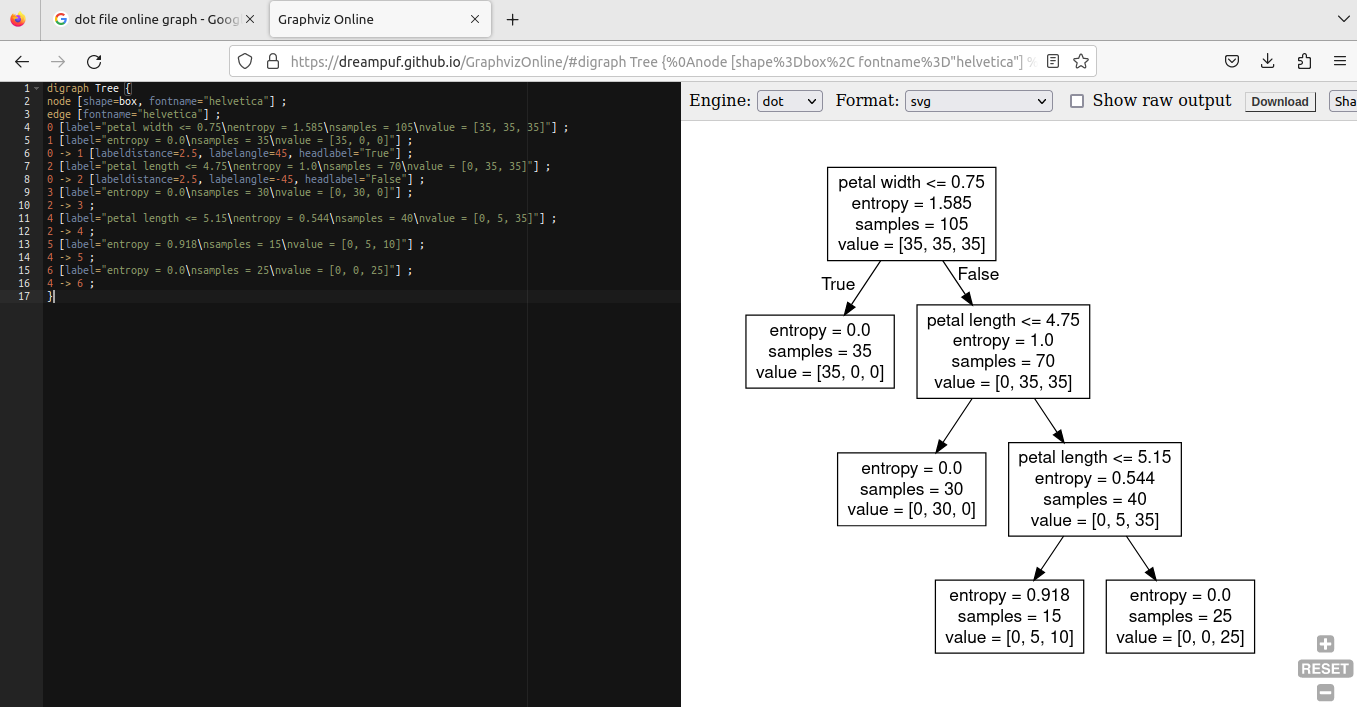 dot file online graph - Goog
Graphviz Online
https://dreampuf.github.io/GraphvizOnline/#digraph Tree {%0Anode [shape%3Dbox%2C fontname%3D"helvetica"] %
1 digraph Tree {
2 node [shape=box, fontname="helvetica"] ;
3 edge [fontname="helvetica"] ;
4 0 [label="petal width <= 0.75\nentropy = 1.585\nsamples = 105\nvalue = [35, 35, 35]"] ;
5 1 [label="entropy = 0.0\nsamples = 35\nvalue = [35, 0, 0]"] ;
6 0 -> 1 [labeldistance=2.5, labelangle=45, headlabel="True"] ;
7 2 [label="petal length <= 4.75\nentropy = 1.0\nsamples = 70\nvalue = [0, 35, 35]"] ;
8 0 -> 2 [labeldistance=2.5, labelangle=-45, headlabel="False"] ;
9 3 [label="entropy = 0.0\nsamples = 30\nvalue = [0, 30, 0]"] ;
10 2 -> 3 ;
11 4 [label="petal length <= 5.15\nentropy = 0.544\nsamples = 40\nvalue = [0, 5, 35]"] ;
12 2 -> 4 ;
13 5 [label="entropy = 0.918\nsamples = 15\nvalue = [0, 5, 10]"] ;
14 4 -> 5 ;
15 6 [label="entropy = 0.0\nsamples = 25\nvalue = [0, 0, 25]"] ;
16 4 -> 6 ;
17 }
Engine: dot Format: svg Show raw output Download Sha
petal width <= 0.75
entropy = 1.585
samples = 105
value = [35, 35, 35]
True
False
entropy = 0.0
samples = 35
value = [35, 0, 0]
petal length <= 4.75
entropy = 1.0
samples = 70
value = [0, 35, 35]
entropy = 0.0
samples = 30
value = [0, 30, 0]
petal length <= 5.15
entropy = 0.544
samples = 40
value = [0, 5, 35]
entropy = 0.918
samples = 15
value = [0, 5, 10]
entropy = 0.0
samples = 25
value = [0, 0, 25]
RESET